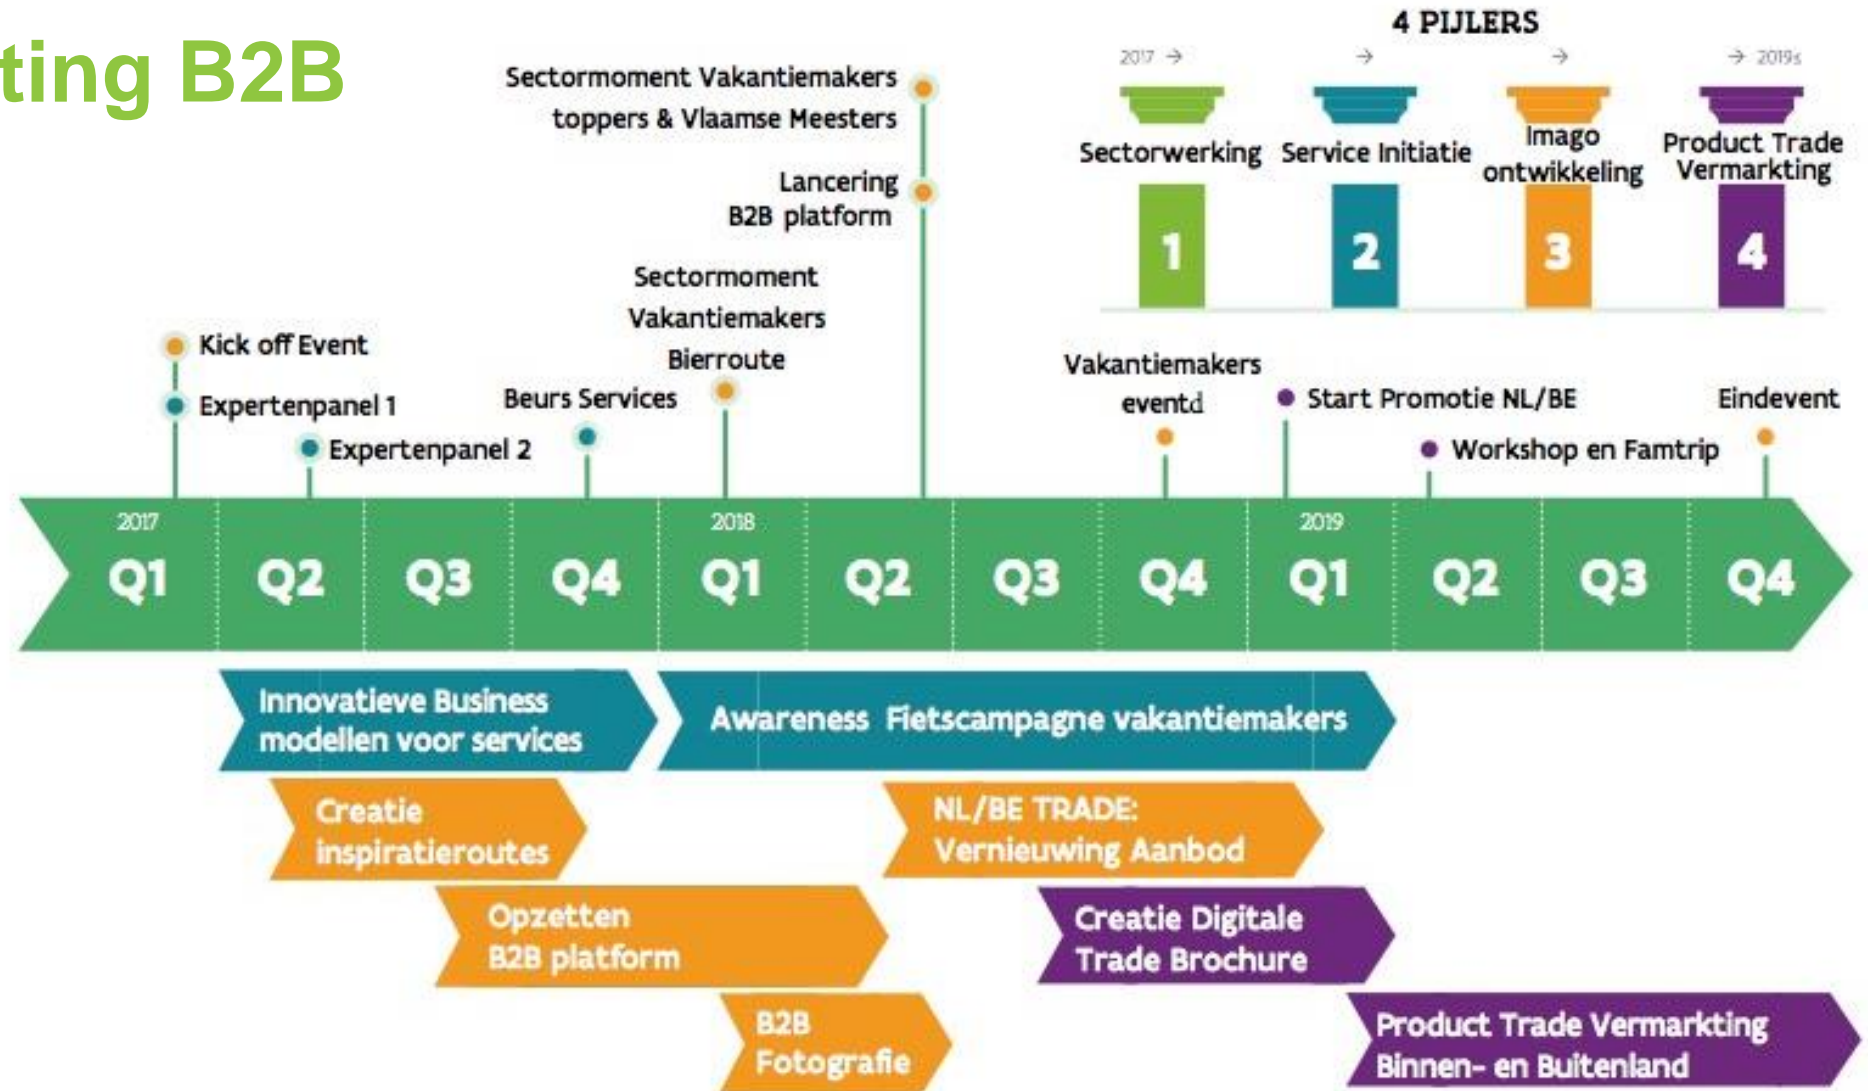 ting B2B
4 PIJLERS
2017 →
→
→
→ 2019s
Sectorwerking
Service Initiatie
Imago
ontwikkeling
Product Trade
Vermarkting
1
2
3
4
Sectormoment Vakantiemakers
toppers & Vlaamse Meesters
Lancering
B2B platform
Sectormoment
Vakantiemakers
Bierroute
Kick off Event
Expertenpanel 1
Expertenpanel 2
Beurs Services
Vakantiemakers
eventd
Start Promotie NL/BE
Workshop en Famtrip
Eindevent
2017
2018
2019
Q1
Q2
Q3
Q4
Q1
Q2
Q3
Q4
Q1
Q2
Q3
Q4
Innovatieve Business
modellen voor services
Awareness Fietscampagne vakantiemakers
Creatie
inspiratieroutes
NL/BE TRADE:
Vernieuwing Aanbod
Opzetten
B2B platform
Creatie Digitale
Trade Brochure
B2B
Fotografie
Product Trade Vermarkting
Binnen- en Buitenland